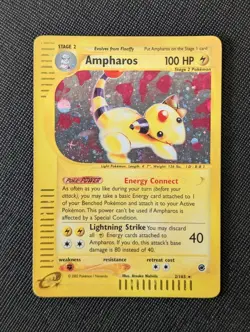 STAGE 2
Evolves from Flaaffy
Put Ampharos on the Stage 1 card
Ampharos
100 HP
Stage 2 Pokémon
Light Pokémon. Length: 4' 7", Weight: 136 lbs.
POKé-POWER
Energy Connect
As often as you like during your turn (before your
attack), you may take a basic Energy card attached to 1
of your Benched Pokémon and attach it to your Active
Pokémon. This power can't be used if Ampharos is
affected by a Special Condition.
Lightning Strike You may discard
all Energy cards attached to
Ampharos. If you do, this attack's base
damage is 80 instead of 40.
40
weakness
resistance
retreat cost
e
2/165 ★